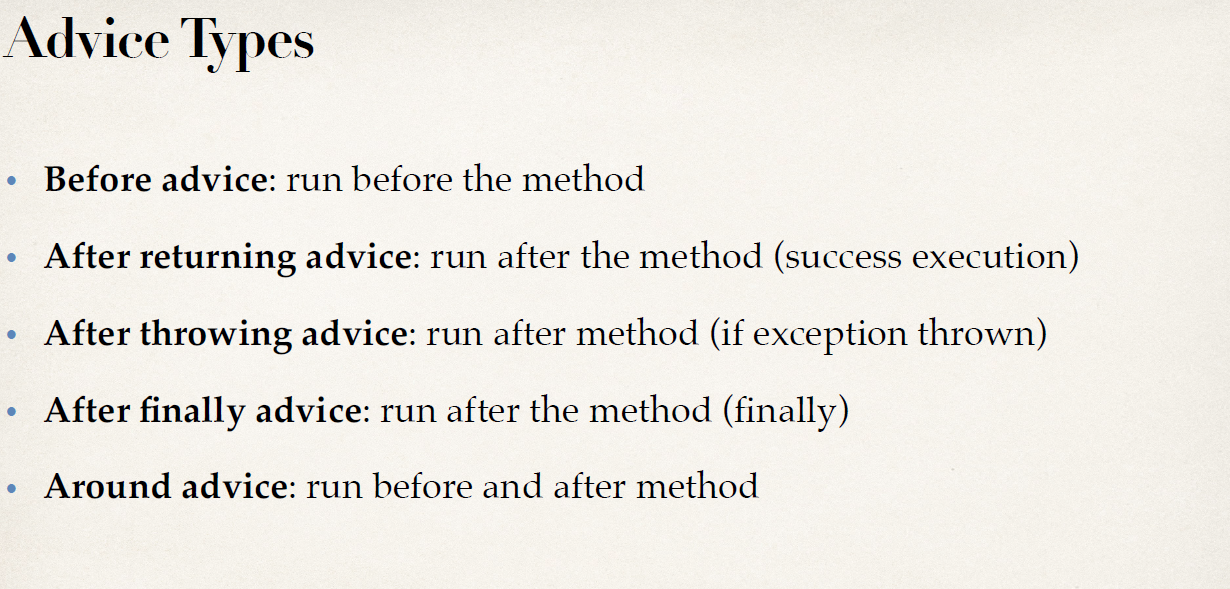 Advice Types
• Before advice: run before the method
• After returning advice: run after the method (success execution)
• After throwing advice: run after method (if exception thrown)
• After finally advice: run after the method (finally)
• Around advice: run before and after method